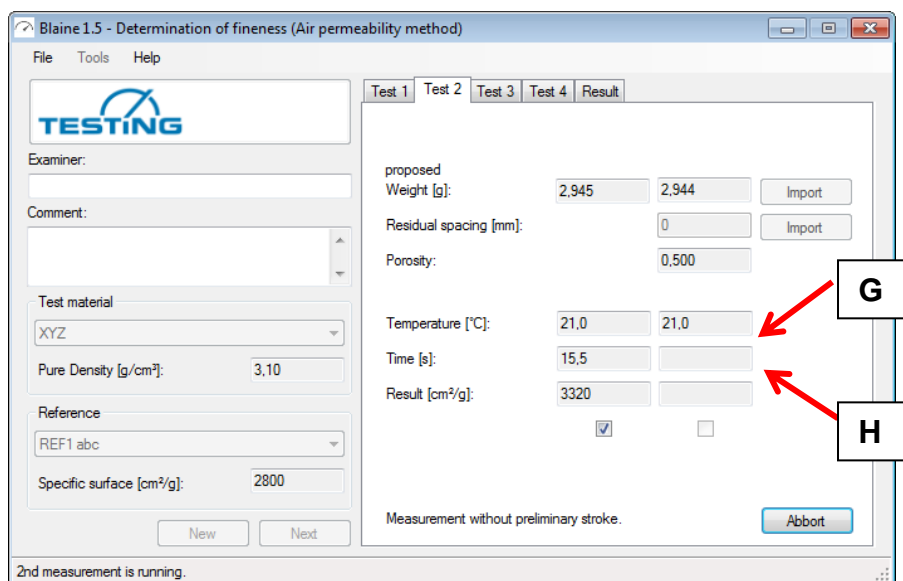 Blaine 1.5 - Determination of fineness (Air permeability method)
File Tools Help
TESTING
Examiner:
Comment:
Test material
XYZ
Pure Density [g/cm³]: 3,10
Reference
REF1 abc
Specific surface [cm²/g]: 2800
New Next
Test 1 Test 2 Test 3 Test 4 Result
proposed
Weight [g]: 2,945 2,944 Import
Residual spacing [mm]: 0 Import
Porosity: 0,500
G
Temperature [°C]: 21,0 21,0
Time [s]: 15,5
Result [cm²/g]: 3320
H
Measurement without preliminary stroke. Abbort
2nd measurement is running.